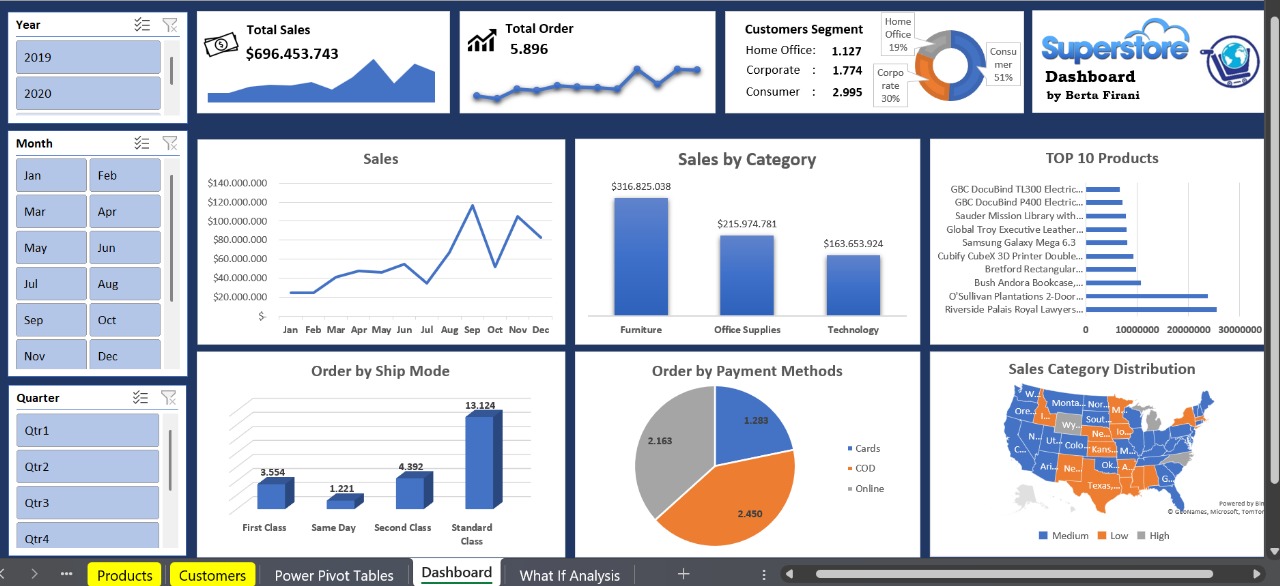 Year
2019
2020
Total Sales
$696.453.743
Total Order
5.896
Customers Segment
Home Office: 1.127
Corporate : 1.774
Consumer : 2.995
Home
Office
19%
Corpo
rate
30%
Consu
mer
51%
Superstore
Dashboard
by Berta Firani
Month
Jan Feb
Mar Apr
May Jun
Jul Aug
Sep Oct
Nov Dec
Quarter
Qtr1
Qtr2
Qtr3
Qtr4
Sales
$140.000.000
$120.000.000
$100.000.000
$80.000.000
$60.000.000
$40.000.000
$20.000.000
$-
Jan Feb Mar Apr May Jun Jul Aug Sep Oct Nov Dec
Sales by Category
$316.825.038
$215.974.781
$163.653.924
Furniture Office Supplies Technology
TOP 10 Products
GBC DocuBind TL300 Electric...
GBC DocuBind P400 Electric...
Sauder Mission Library with...
Global Troy Executive Leather...
Samsung Galaxy Mega 6.3
Cubify CubeX 3D Printer Double...
Bretford Rectangular...
Bush Andora Bookcase,...
O'Sullivan Plantations 2-Door...
Riverside Palais Royal Lawyers...
0 10000000 20000000 30000000
Order by Ship Mode
3.554
1.221
4.392
13.124
First Class Same Day Second Class Standard
Class
Order by Payment Methods
1.283
2.163
2.450
Cards
COD
Online
Sales Category Distribution
W...
Monta...
Nor...
M...
Ore...
I...
Wy...
Sout...
Ne...
Io...
N...
Ut...
Colo...
Kans...
M...
C...
Ari...
Ne...
Ok...
A...
Texas,...
G...
Powered by Bin
© GeoNames, Microsoft, TomTom
Medium Low High
Products Customers Power Pivot Tables Dashboard What If Analysis